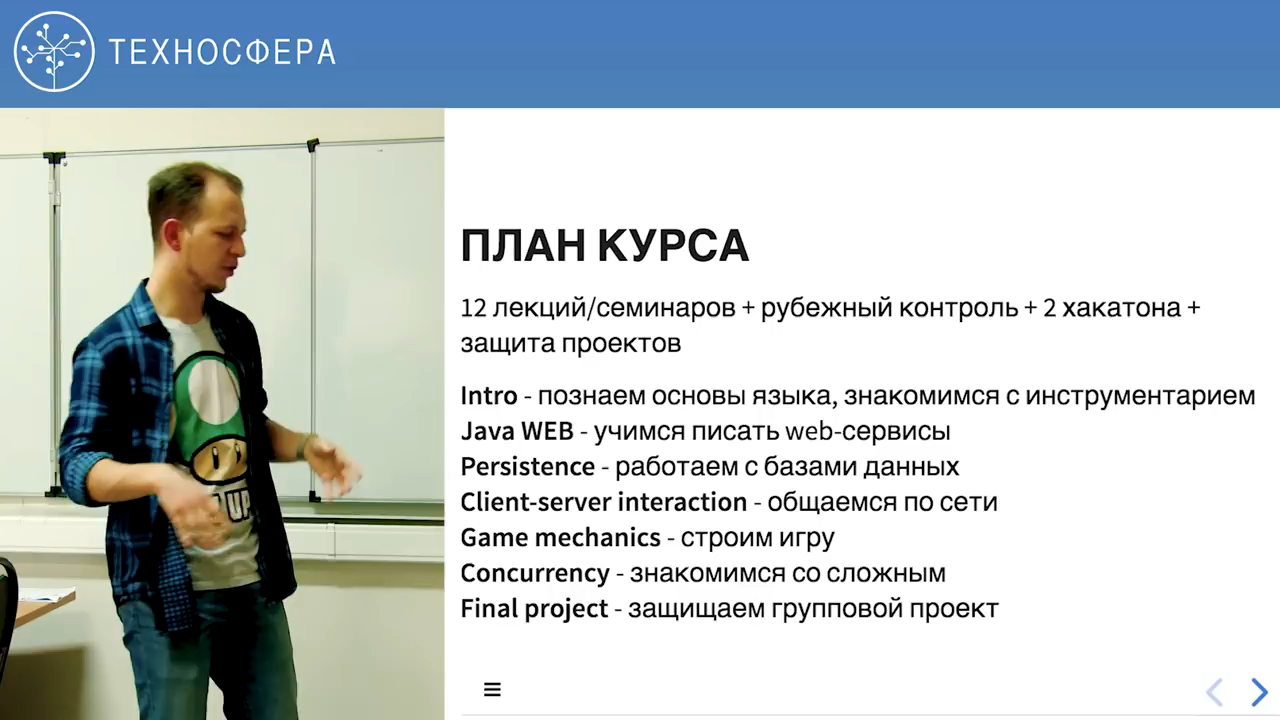 ТЕХНОСФЕРА
ПЛАН КУРСА
12 лекций/семинаров + рубежный контроль + 2 хакатона +
защита проектов
Intro - познаем основы языка, знакомимся с инструментарием
Java WEB - учимся писать web-сервисы
Persistence - работаем с базами данных
Client-server interaction - общаемся по сети
Game mechanics - строим игру
Concurrency - знакомимся со сложным
Final project - защищаем групповой проект
UP